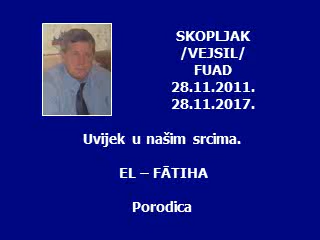 SKOPLJAK
/VEJSIL/
FUAD
28.11.2011.
28.11.2017.
Uvijek u našim srcima.
EL – FĀTIHA
Porodica